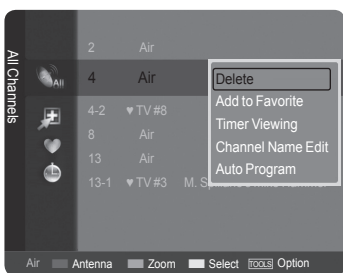 All Channels
All
2 Air
4 Air
4-2 ♥ TV #8
8 Air
13 Air
13-1 ♥ TV #3 M.
Delete
Add to Favorite
Timer Viewing
Channel Name Edit
Auto Program
Air Antenna Zoom Select TOOLS Option